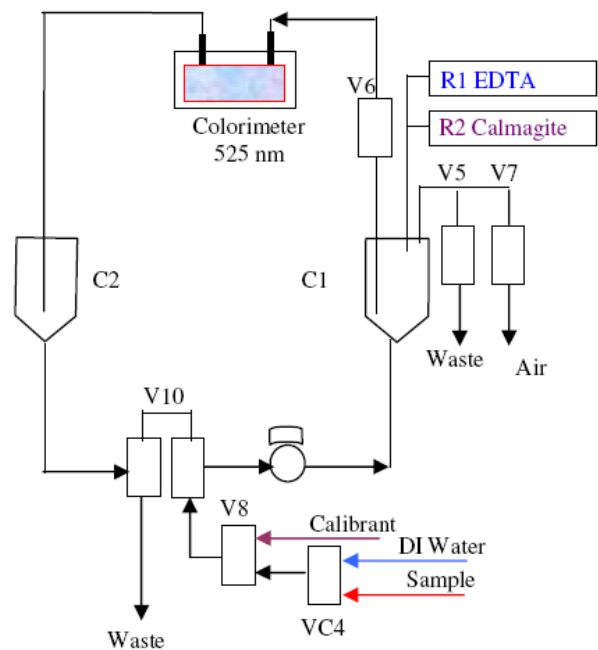 V6
R1 EDTA
R2 Calmagite
Colorimeter
525 nm
V5 V7
C2
C1
Waste
Air
V10
V8
Calibrant
DI Water
Sample
VC4
Waste